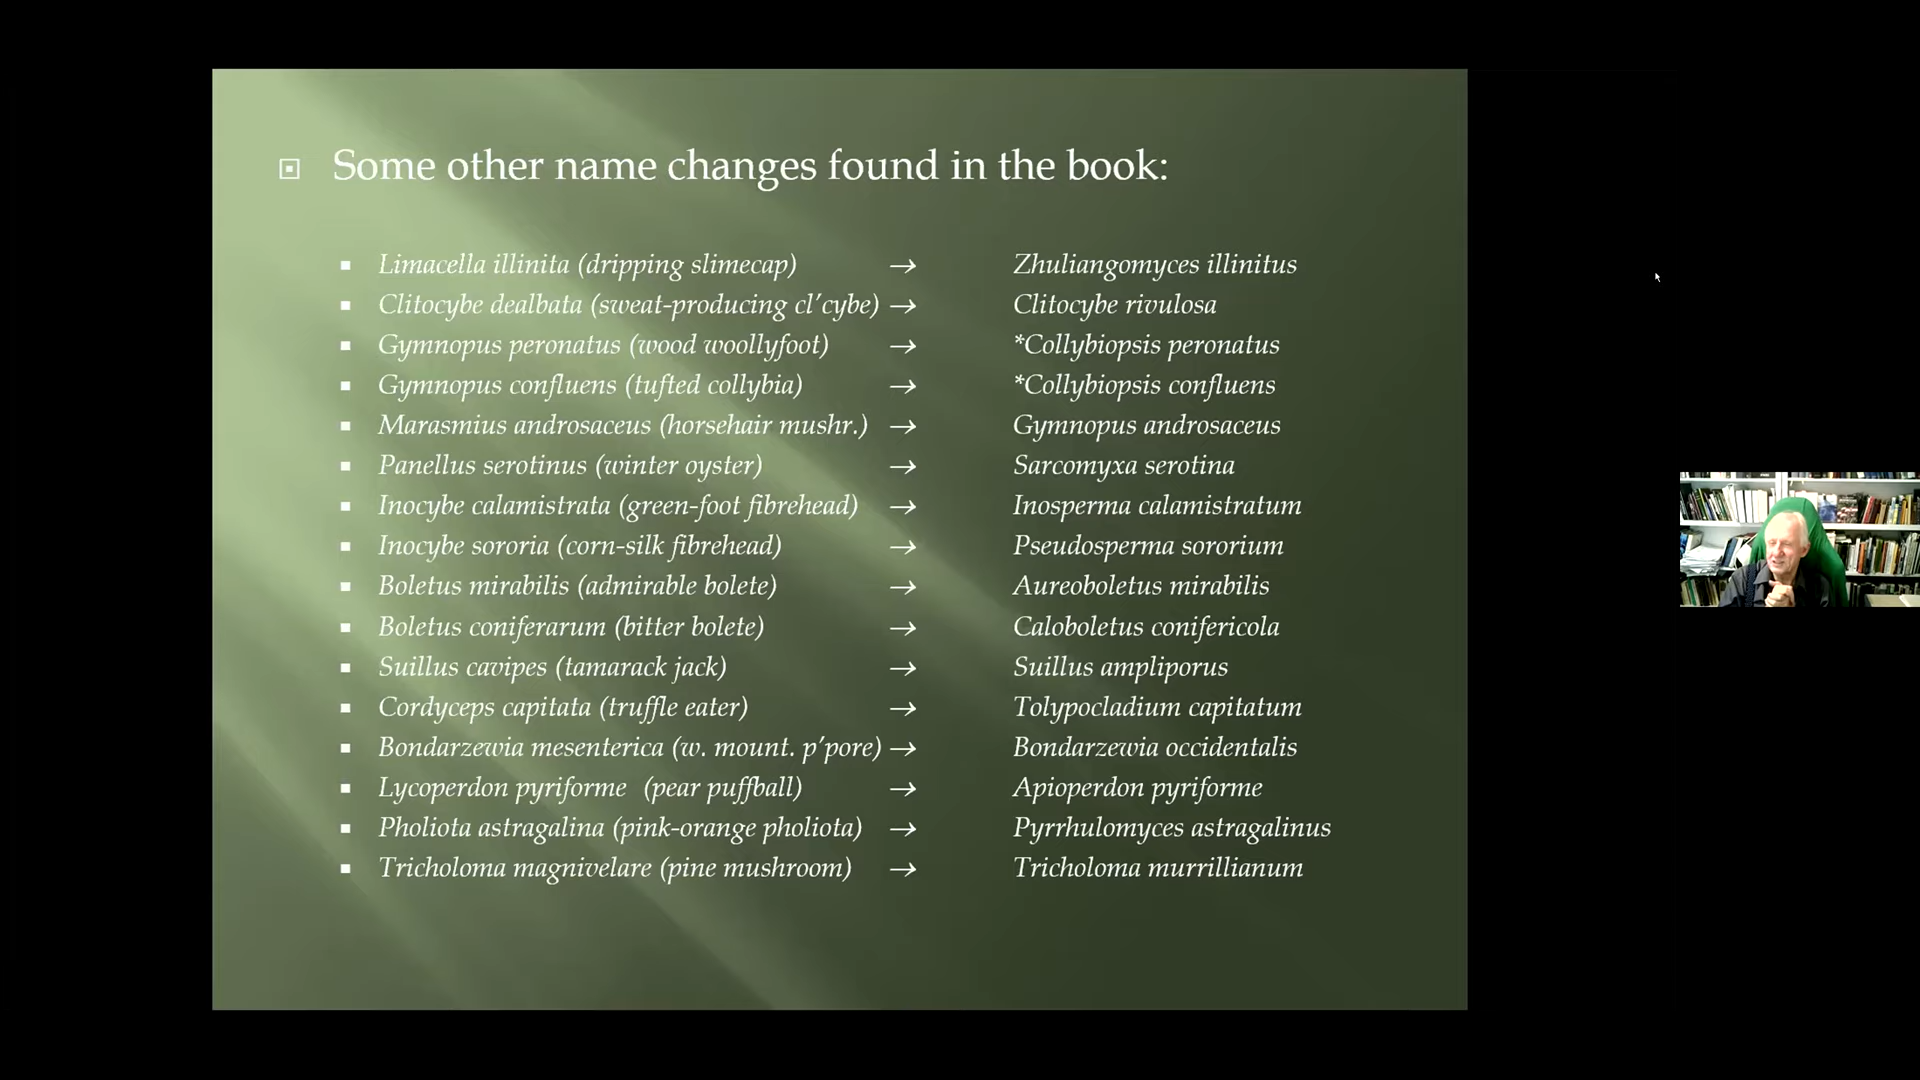 Some other name changes found in the book:
Limacella illinita (dripping slimecap) → Zhuliangomyces illinitus
Clitocybe dealbata (sweat-producing cl’cybe) → Clitocybe rivulosa
Gymnopus peronatus (wood woollyfoot) → *Collybiopsis peronatus
Gymnopus confluens (tufted collybia) → *Collybiopsis confluens
Marasmius androsaceus (horsehair mushr.) → Gymnopus androsaceus
Panellus serotinus (winter oyster) → Sarcomyxa serotina
Inocybe calamistrata (green-foot fibrehead) → Inosperma calamistratum
Inocybe sororia (corn-silk fibrehead) → Pseudosperma sororium
Boletus mirabilis (admirable bolete) → Aureoboletus mirabilis
Boletus coniferarum (bitter bolete) → Caloboletus conifericola
Suillus cavipes (tamarack jack) → Suillus ampliporus
Cordyceps capitata (truffle eater) → Tolypocladium capitatum
Bondarzewia mesenterica (w. mount. p’pore) → Bondarzewia occidentalis
Lycoperdon pyriforme (pear puffball) → Apioperdon pyriforme
Pholiota astragalina (pink-orange pholiota) → Pyrrhulomyces astragalinus
Tricholoma magnivelare (pine mushroom) → Tricholoma murrillianum